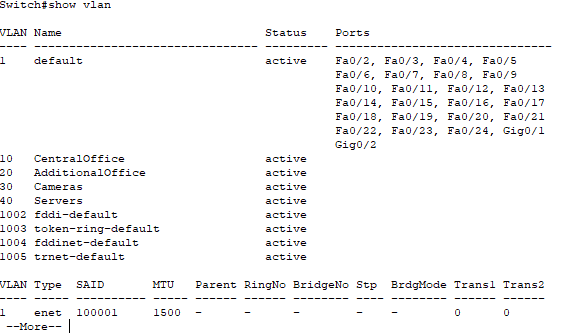 Switch#show vlan
VLAN Name Status Ports
---- -------------------------------- --------- -------------------------------
1 default active Fa0/2, Fa0/3, Fa0/4, Fa0/5
Fa0/6, Fa0/7, Fa0/8, Fa0/9
Fa0/10, Fa0/11, Fa0/12, Fa0/13
Fa0/14, Fa0/15, Fa0/16, Fa0/17
Fa0/18, Fa0/19, Fa0/20, Fa0/21
Fa0/22, Fa0/23, Fa0/24, Gig0/1
Gig0/2
10 CentralOffice active
20 AdditionalOffice active
30 Cameras active
40 Servers active
1002 fddi-default active
1003 token-ring-default active
1004 fddinet-default active
1005 trnet-default active
VLAN Type SAID MTU Parent RingNo BridgeNo Stp BrdgMode Trans1 Trans2
---- ----- ---------- ----- ------ ------ -------- ---- -------- ------ ------
1 enet 100001 1500 - - - - - 0 0
--More--